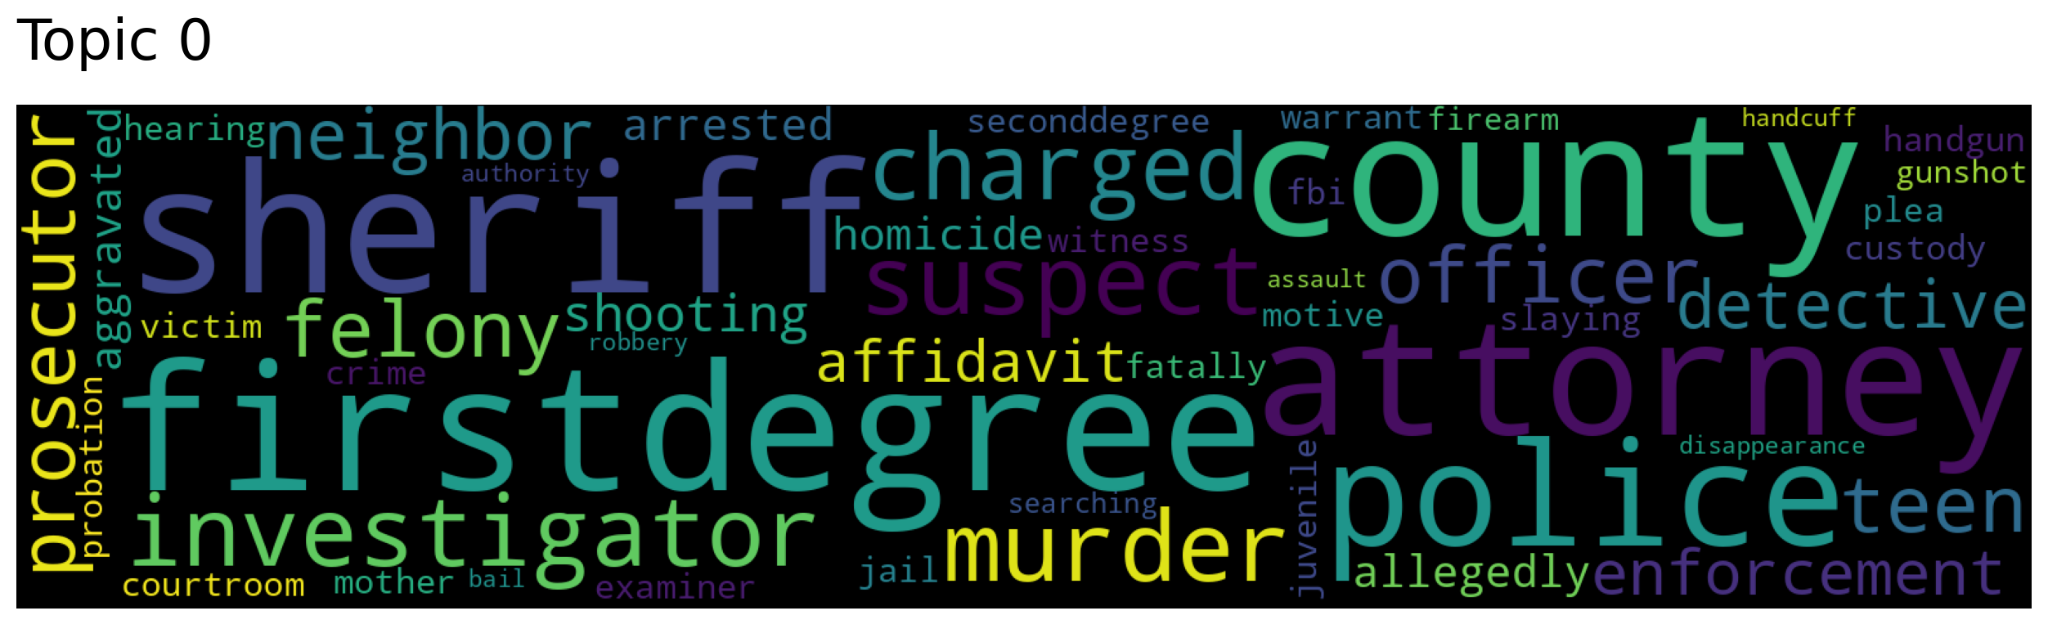 Topic 0
prosecutor
aggravated
hearing
neighbor
arrested
seconddegree
warrant
firearm
handcuff
handgun
authority
sheriff
charged
county
fbi
gunshot
plea
homicide
witness
custody
suspect
assault
officer
detective
victim
felony
shooting
motive
slaying
robbery
crime
affidavit
fatally
attorney
probation
firstdegree
juvenile
disappearance
police
teen
investigator
searching
murder
courtroom
mother
bail
examiner
jail
allegedly
enforcement